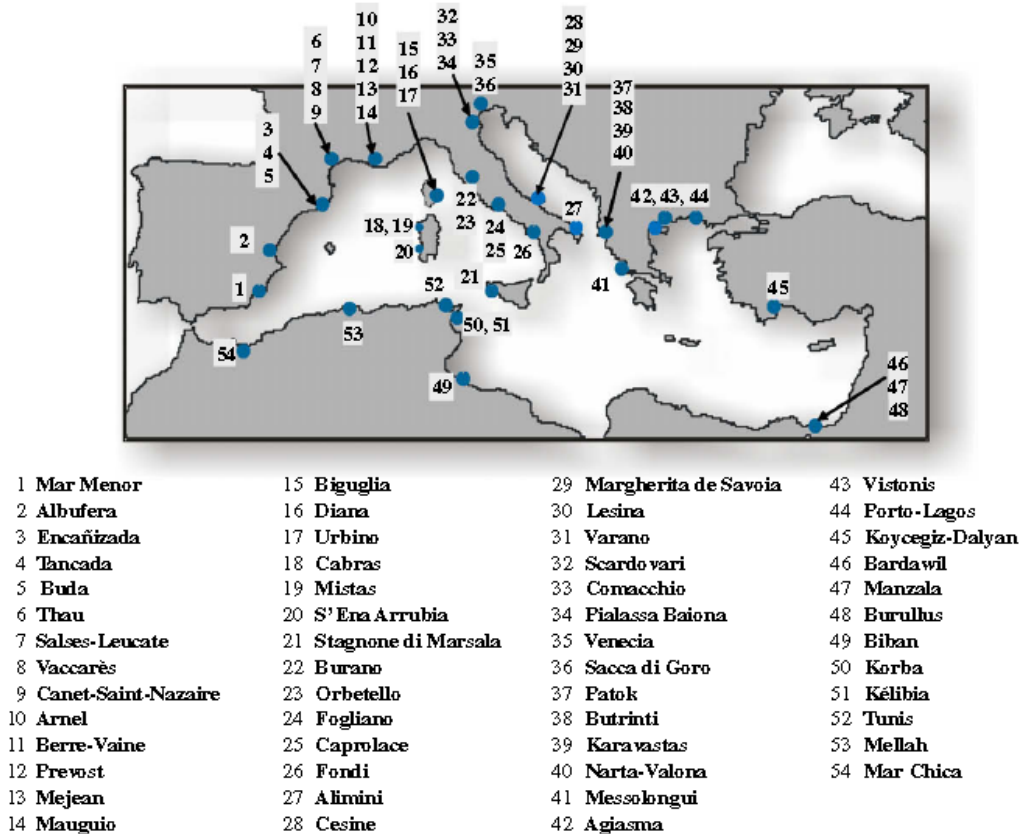 10
11
12
13
14
32
33
34
28
29
30
31
6
7
8
9
15
16
17
35
36
37
38
39
40
3
4
5
42, 43, 44
22
23
27
18, 19
24
25
2
26
20
41
21
52
1
45
50, 51
53
54
46
47
48
49
1 Mar Menor
2 Albufera
3 Encañizada
4 Tancada
5 Buda
6 Thau
7 Salses-Leucate
8 Vaccarès
9 Canet-Saint-Nazaire
10 Arnel
11 Berre-Vaine
12 Prevost
13 Mejean
14 Mauguio
15 Biguglia
16 Diana
17 Urbino
18 Cabras
19 Mistas
20 S'Ena Arrubia
21 Stagnone di Marsala
22 Burano
23 Orbetello
24 Fogliano
25 Caprolace
26 Fondi
27 Alimini
28 Cesine
29 Margherita de Savoia
30 Lesina
31 Varano
32 Scardovari
33 Comacchio
34 Pialassa Baiona
35 Venecia
36 Sacca di Goro
37 Patok
38 Butrinti
39 Karavastas
40 Narta-Valona
41 Messolongui
42 Agiasma
43 Vistonis
44 Porto-Lagos
45 Koycegiz-Dalyan
46 Bardawil
47 Manzala
48 Burullus
49 Biban
50 Korba
51 Kélibia
52 Tunis
53 Mellah
54 Mar Chica